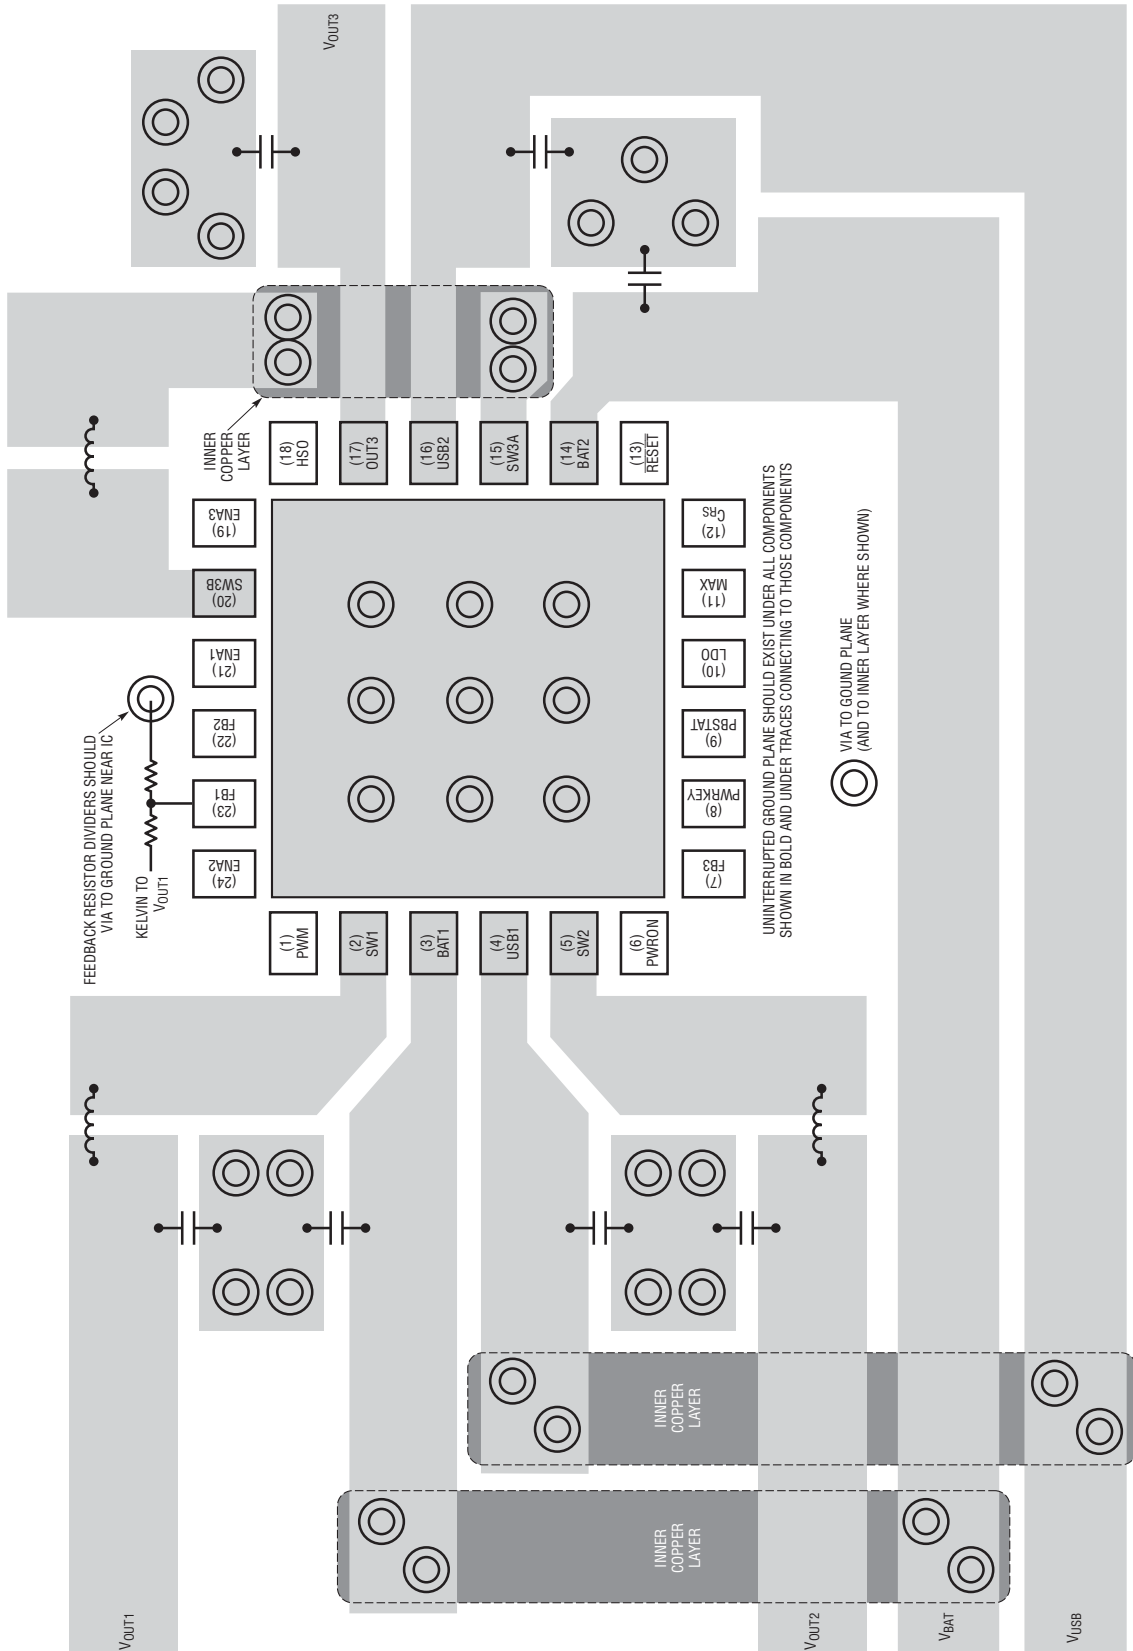 VOUT3
INNER
COPPER
LAYER
(18)
HSO
(17)
OUT3
(16)
USB2
(15)
SW3A
(14)
BAT2
(13)
RESET
(19)
ENA3
(20)
SW3B
(21)
ENA1
(22)
FB2
(23)
FB1
(24)
ENA2
FEEDBACK RESISTOR DIVIDERS SHOULD
VIA TO GROUND PLANE NEAR IC
KELVIN TO
VOUT1
(12)
CRS
(11)
MAX
(10)
LDO
(9)
PBSTAT
(8)
PWRKEY
(7)
FB3
UNINTERRUPTED GROUND PLANE SHOULD EXIST UNDER ALL COMPONENTS
SHOWN IN BOLD AND UNDER TRACES CONNECTING TO THOSE COMPONENTS
VIA TO GOUND PLANE
(AND TO INNER LAYER WHERE SHOWN)
(1)
PWM
(2)
SW1
(3)
BAT1
(4)
USB1
(5)
SW2
(6)
PWRON
INNER
COPPER
LAYER
INNER
COPPER
LAYER
VOUT1
VOUT2
VBAT
VUSB